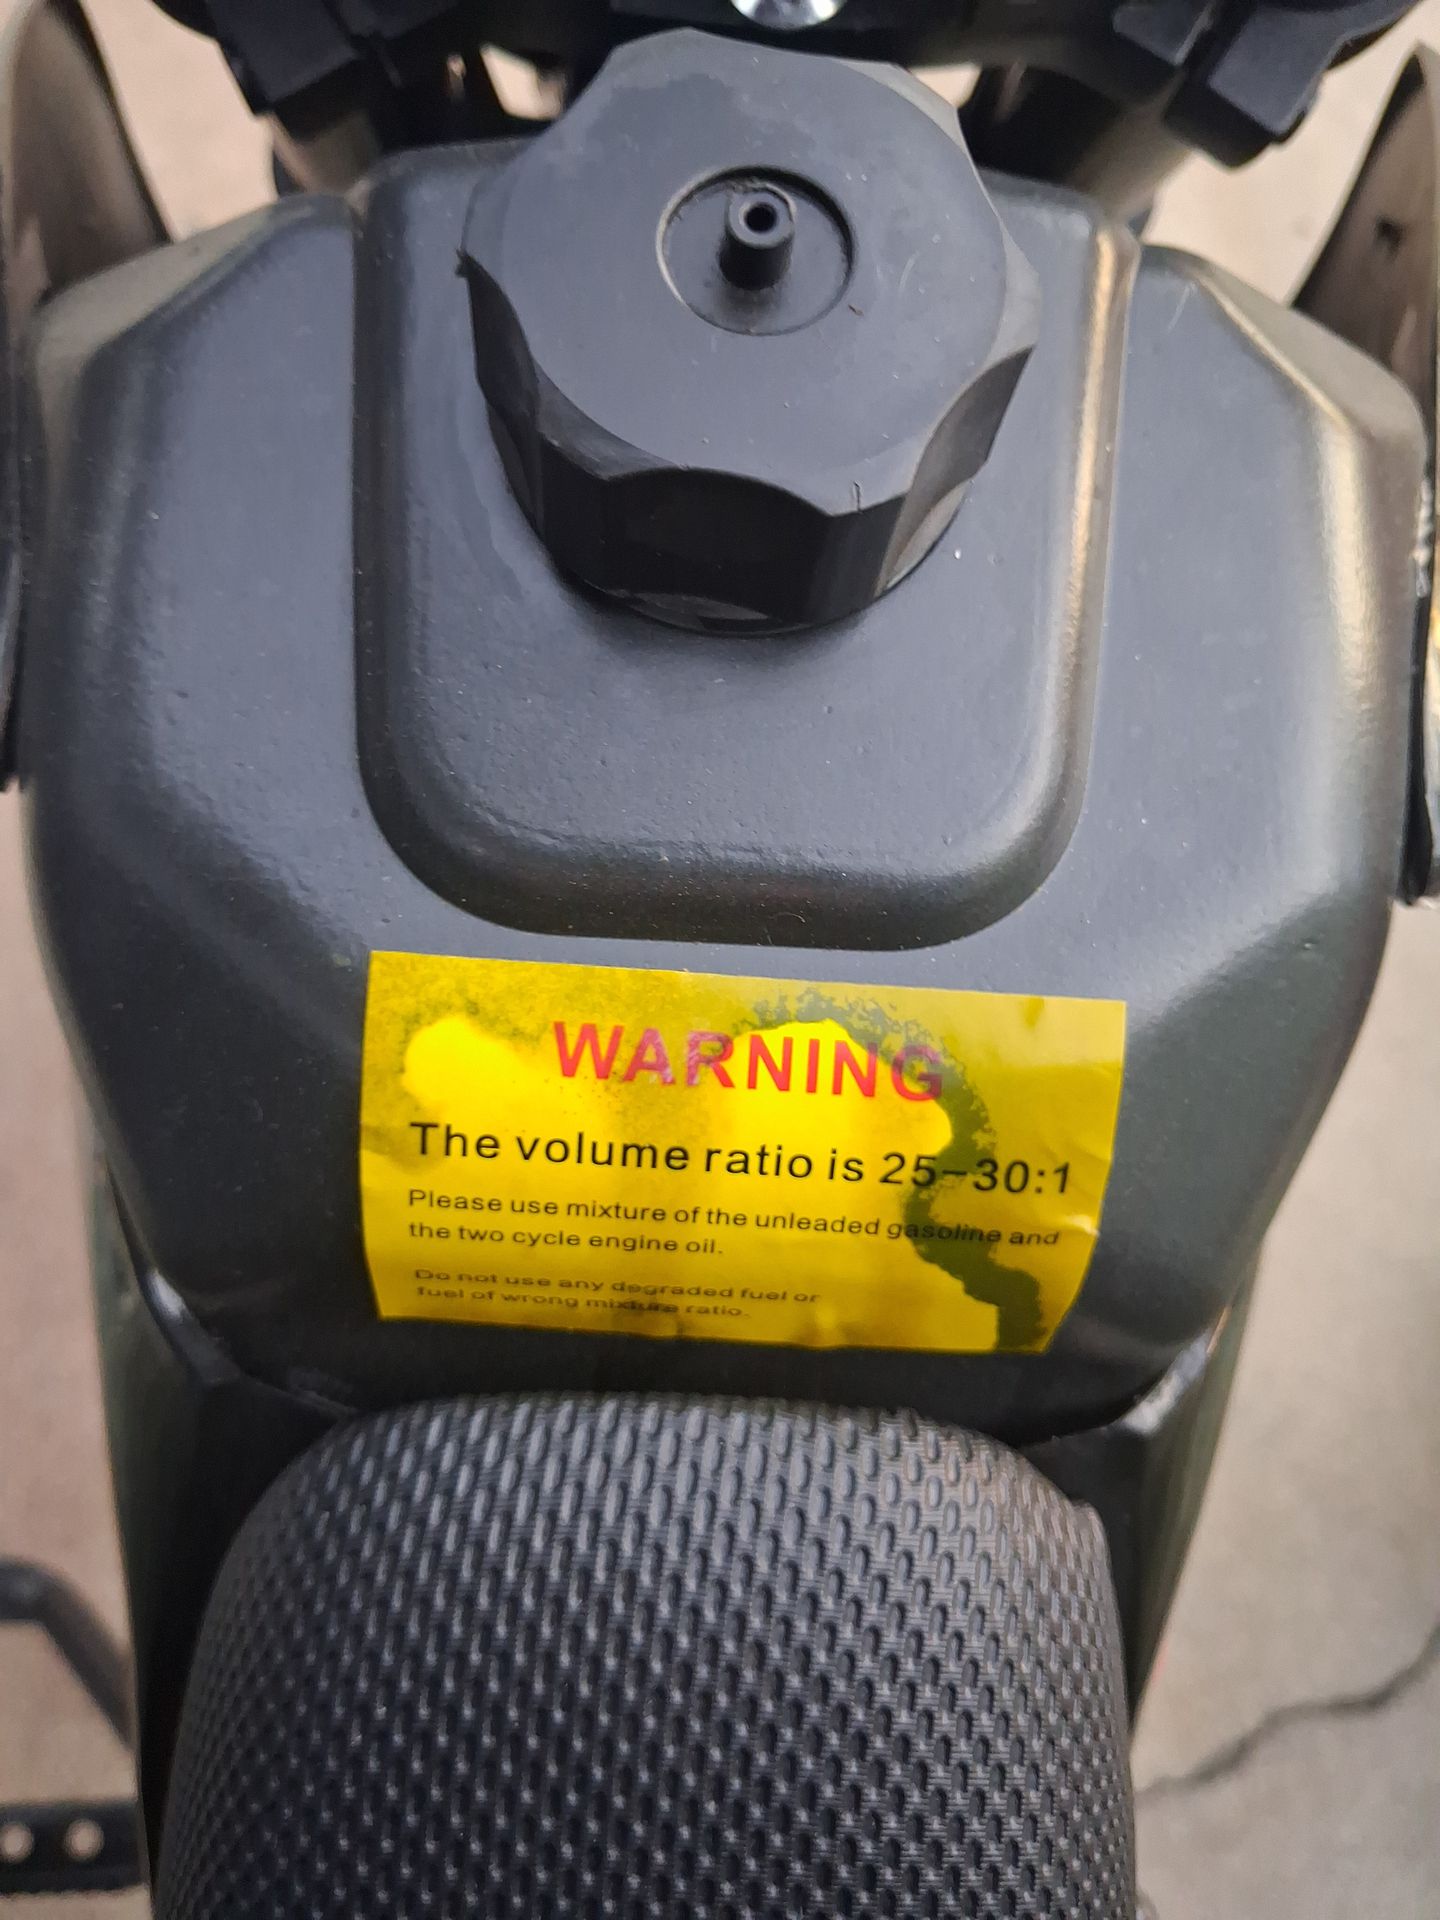 WARNING
The volume ratio is 25-30:1
Please use mixture of the unleaded gasoline and
the two cycle engine oil.
Do not use any degraded fuel or
fuel of wrong mixture ratio.